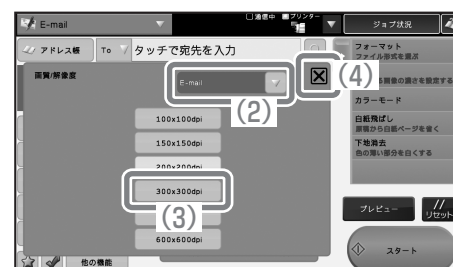 E-mail
通信中
プリンター
ジョブ状況
アドレス帳
To
タッチで宛先を入力
画質/解像度
E-mail
(2)
(4)
100x100dpi
150x150dpi
200x200dpi
300x300dpi
(3)
600x600dpi
フォーマット
ファイル形式を選ぶ
画像の濃さを設定する
カラーモード
白紙飛ばし
原稿から白紙ページを省く
下地消去
色の薄い部分を白くする
プレビュー
リセット
スタート
他の機能